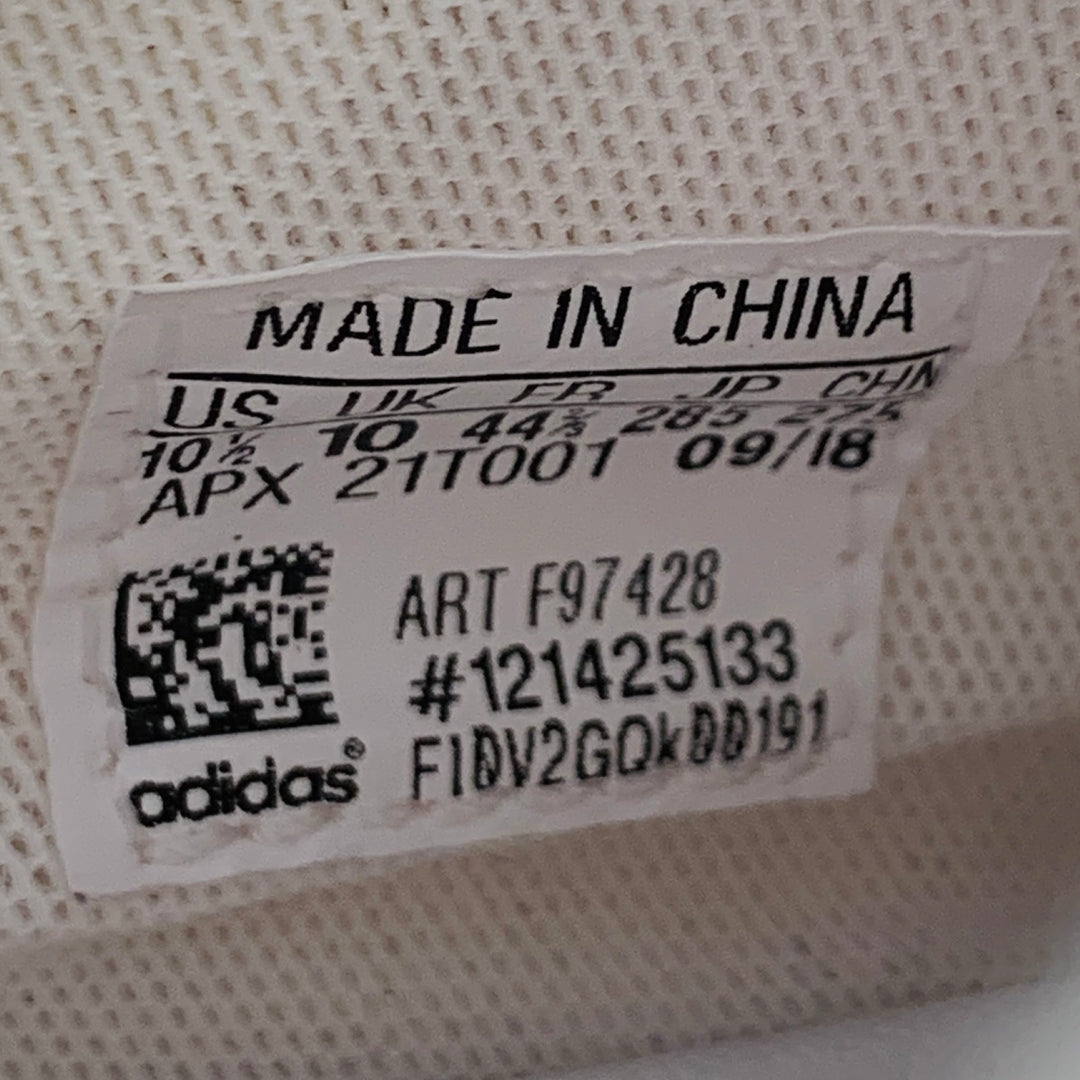 MADE IN CHINA
US UK FR JP CHN
10½ 10 44⅔ 285 275
APX 21T001 09/18
ART F97428
#121425133
F10V2GQk00191
adidas®